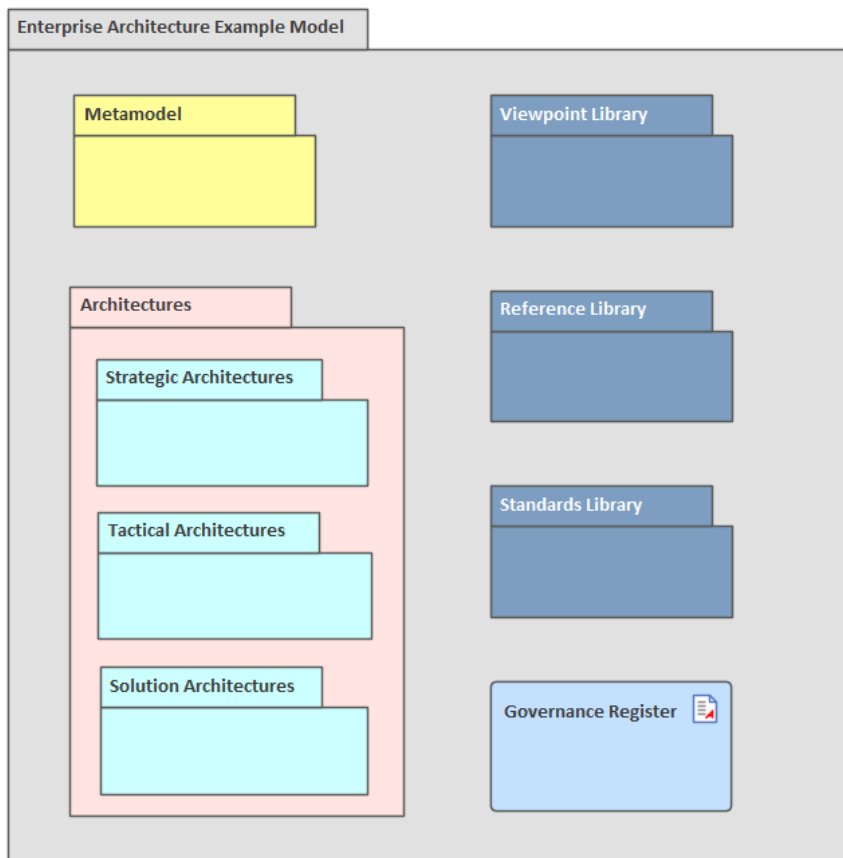 Enterprise Architecture Example Model
Metamodel
Viewpoint Library
Architectures
Reference Library
Strategic Architectures
Standards Library
Tactical Architectures
Solution Architectures
Governance Register